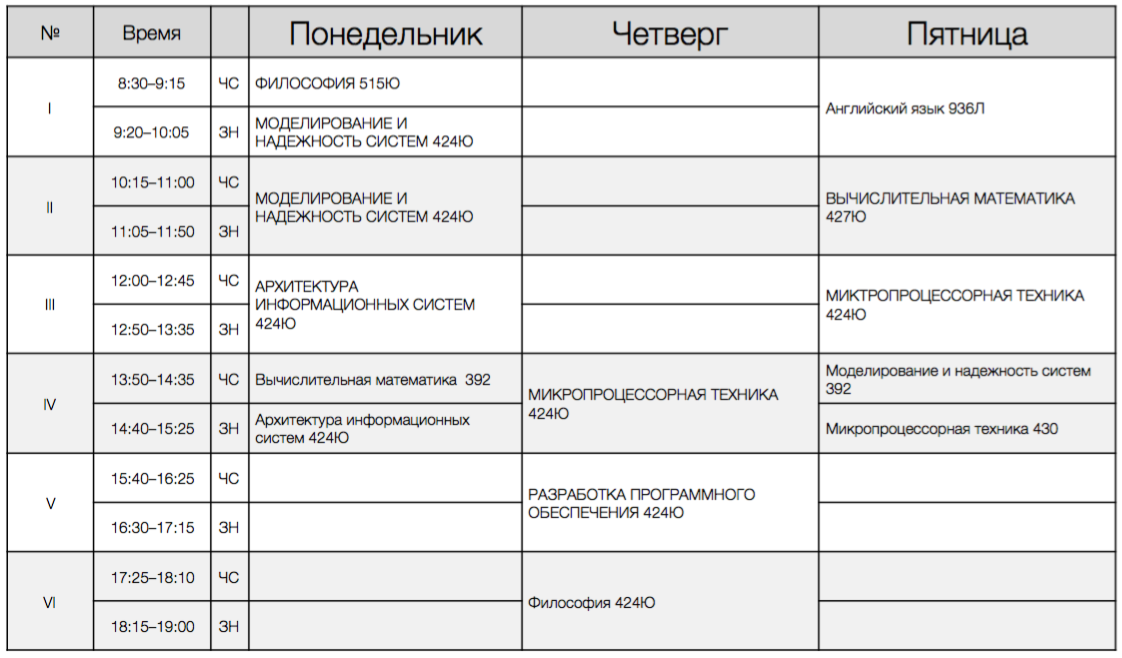 № Время Понедельник Четверг Пятница
I
8:30–9:15 ЧС ФИЛОСОФИЯ 515Ю
Английский язык 936Л
9:20–10:05 ЗН МОДЕЛИРОВАНИЕ И
НАДЕЖНОСТЬ СИСТЕМ 424Ю
II
10:15–11:00 ЧС
МОДЕЛИРОВАНИЕ И
НАДЕЖНОСТЬ СИСТЕМ 424Ю
ВЫЧИСЛИТЕЛЬНАЯ МАТЕМАТИКА
427Ю
11:05–11:50 ЗН
III
12:00–12:45 ЧС
АРХИТЕКТУРА
ИНФОРМАЦИОННЫХ СИСТЕМ
424Ю
МИКТРОПРОЦЕССОРНАЯ ТЕХНИКА
424Ю
12:50–13:35 ЗН
IV
13:50–14:35 ЧС Вычислительная математика 392
МИКРОПРОЦЕССОРНАЯ ТЕХНИКА
424Ю
Моделирование и надежность систем
392
14:40–15:25 ЗН
Архитектура информационных
систем 424Ю
Микропроцессорная техника 430
V
15:40–16:25 ЧС
РАЗРАБОТКА ПРОГРАММНОГО
ОБЕСПЕЧЕНИЯ 424Ю
16:30–17:15 ЗН
VI
17:25–18:10 ЧС
Философия 424Ю
18:15–19:00 ЗН